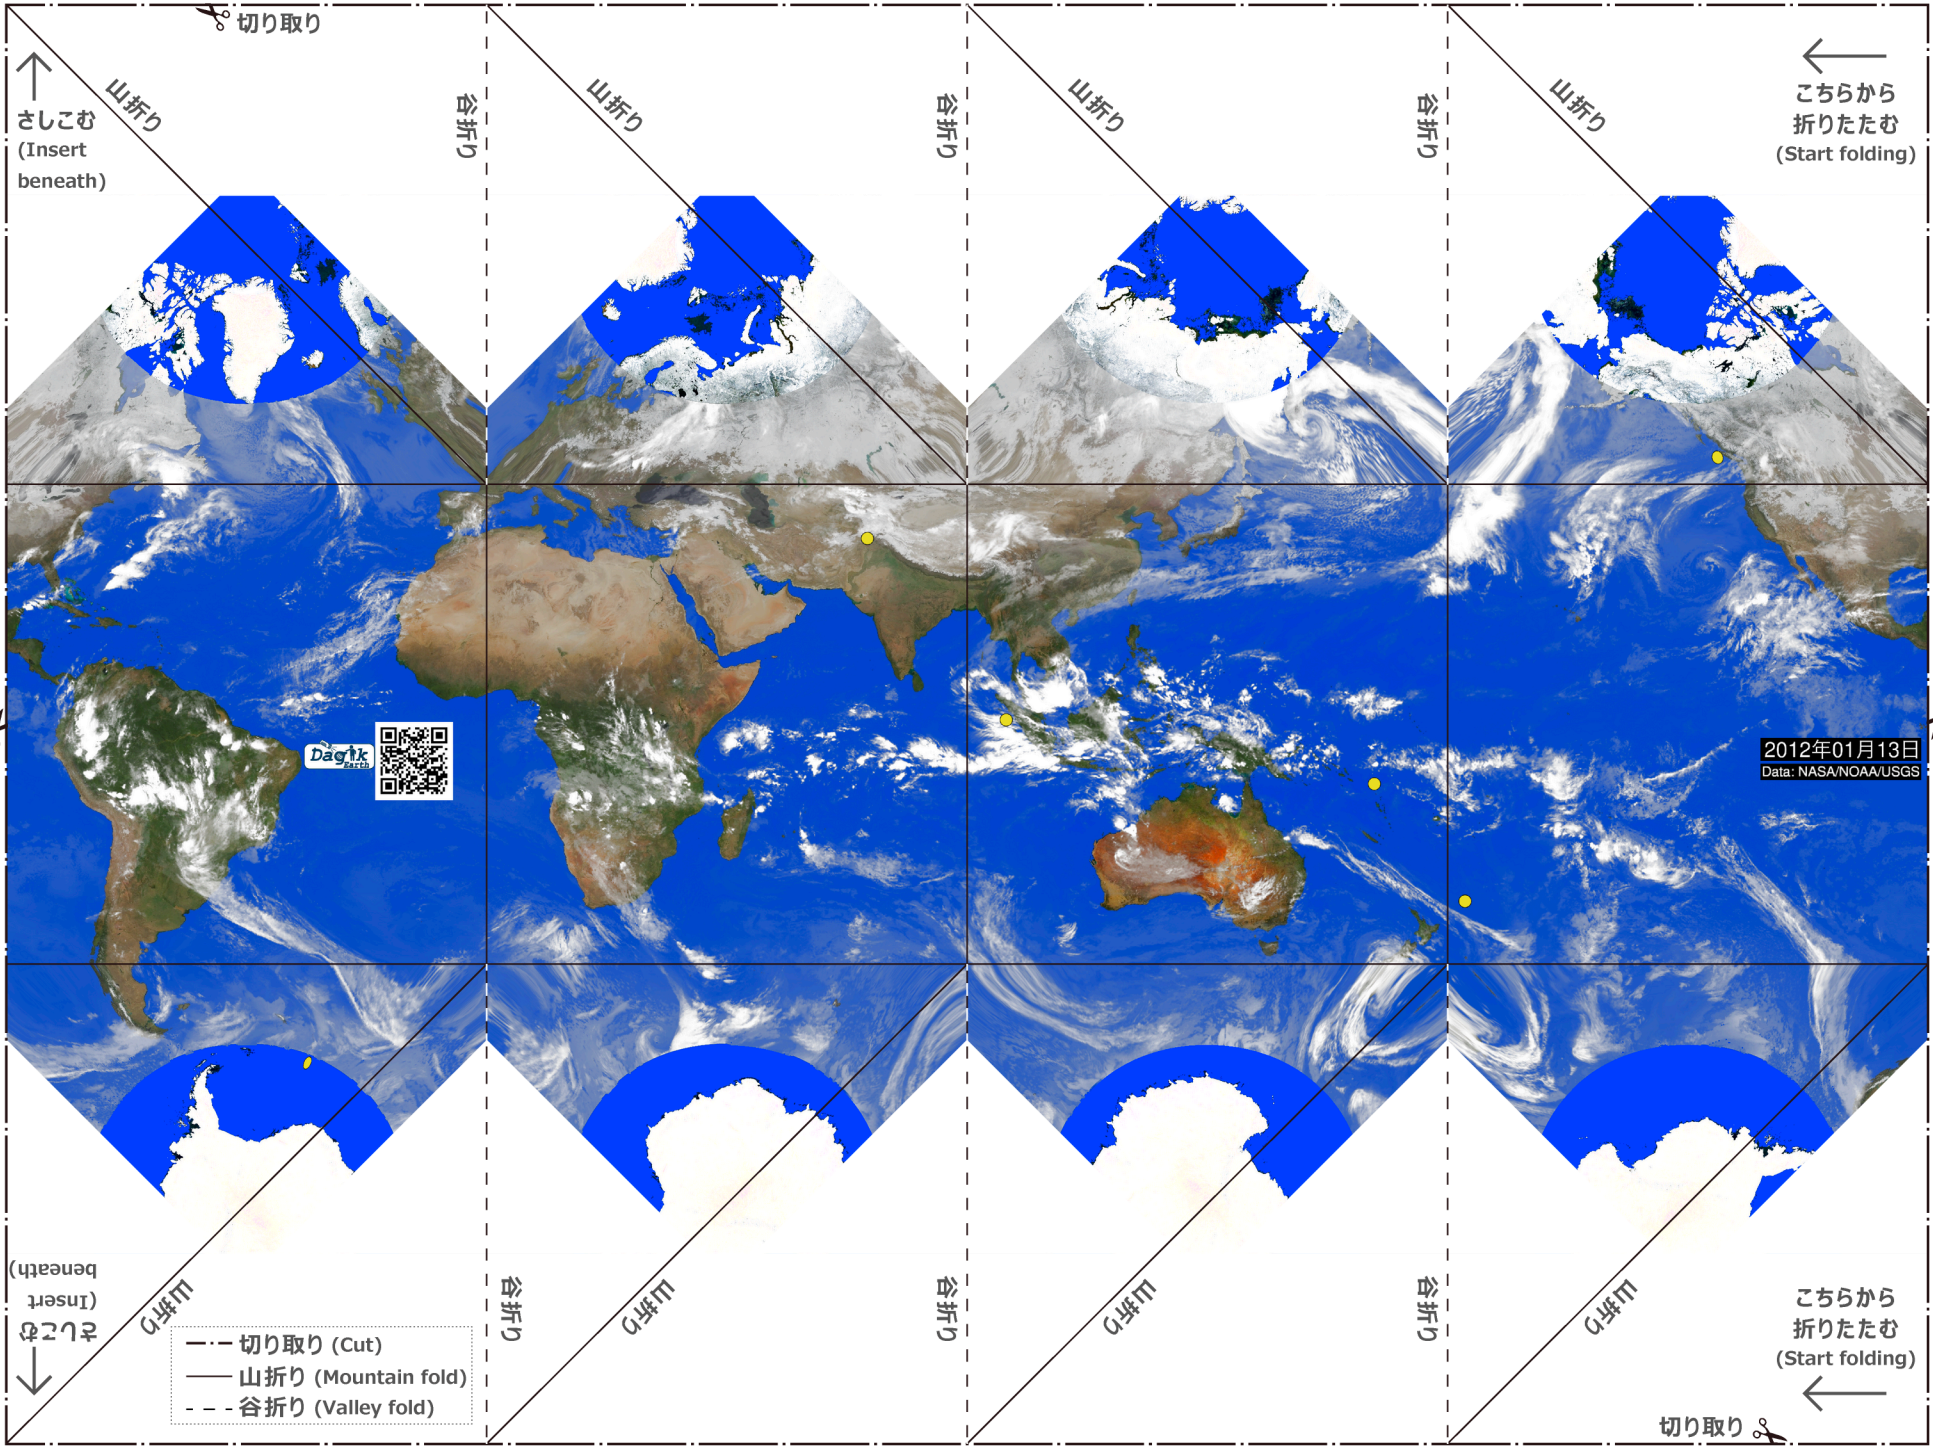 切り取り
山折り
谷折り
山折り
谷折り
山折り
谷折り
山折り
こちらから
折りたたむ
(Start folding)
さしこむ
(Insert
beneath)
Dagik
Earth
2012年01月13日
Data: NASA/NOAA/USGS
さしこむ
(Insert
beneath)
山折り
谷折り
山折り
谷折り
山折り
谷折り
山折り
こちらから
折りたたむ
(Start folding)
切り取り (Cut)
山折り (Mountain fold)
谷折り (Valley fold)
切り取り